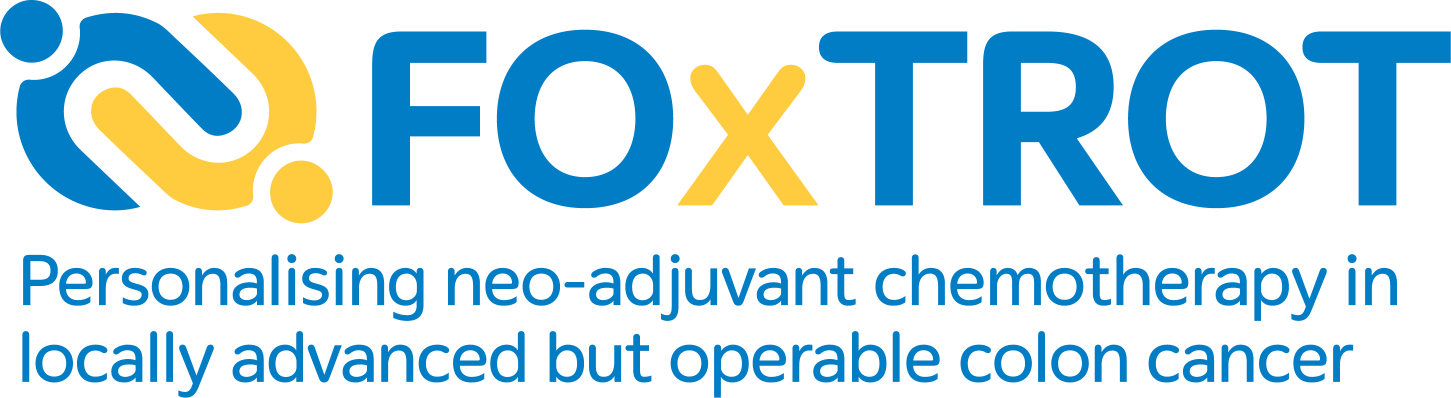 FOxTROT
Personalising neo-adjuvant chemotherapy in
locally advanced but operable colon cancer